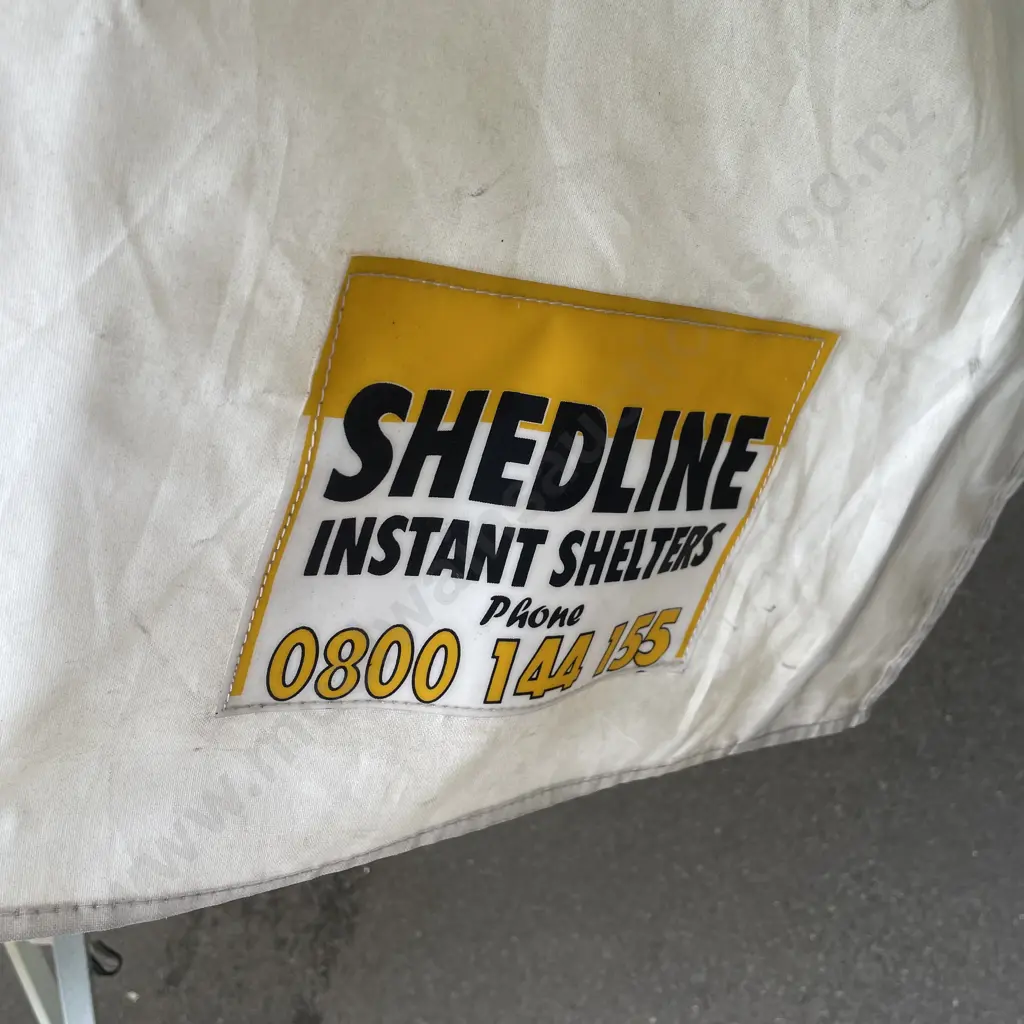 SHEDLINE
INSTANT SHELTERS
Phone
0800 144 155